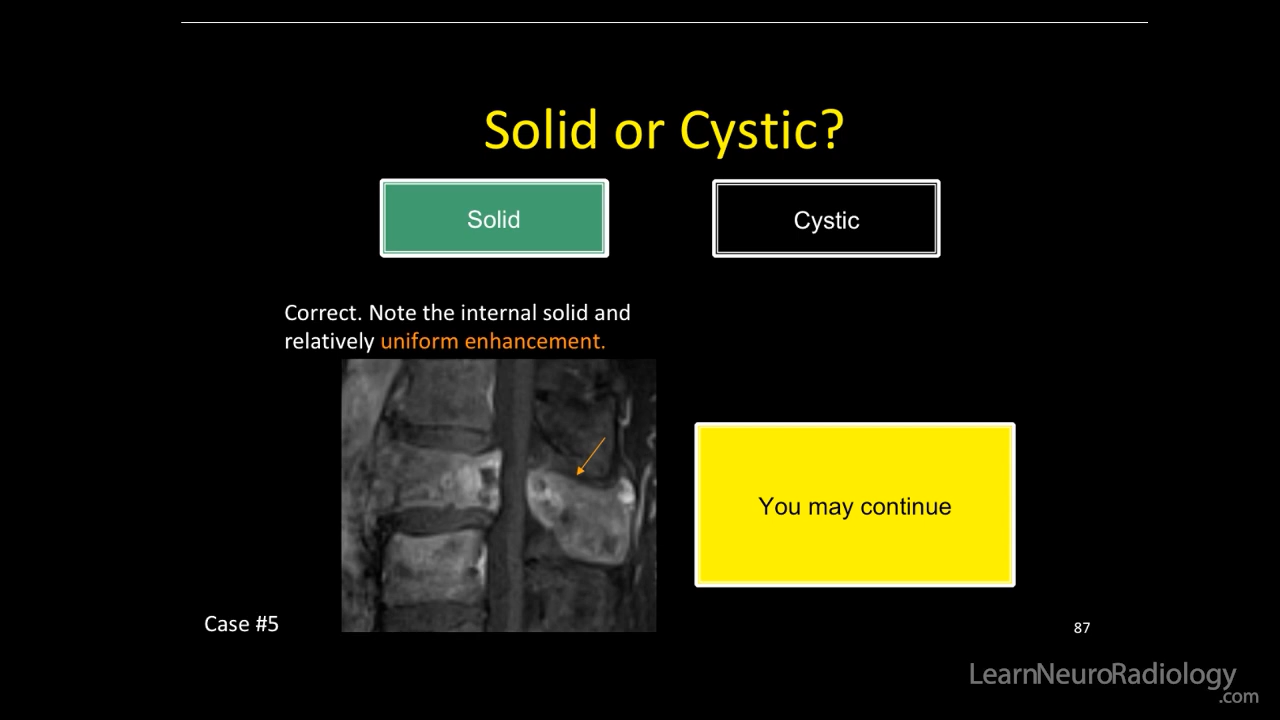 Solid or Cystic?
Solid
Cystic
Correct. Note the internal solid and
relatively uniform enhancement.
You may continue
Case #5
87
LearnNeuroRadiology
.com